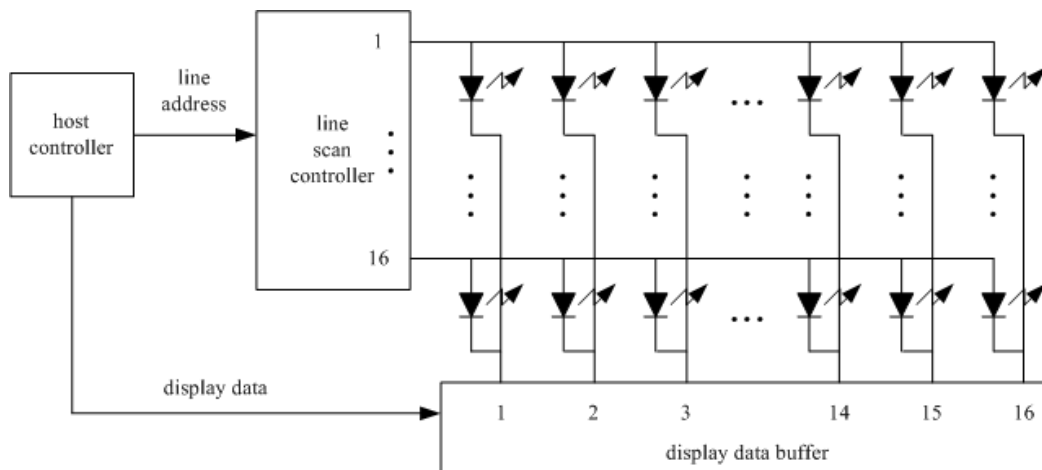 1
line
address
host
controller
line
scan
controller
16
display data
1 2 3 14 15 16
display data buffer